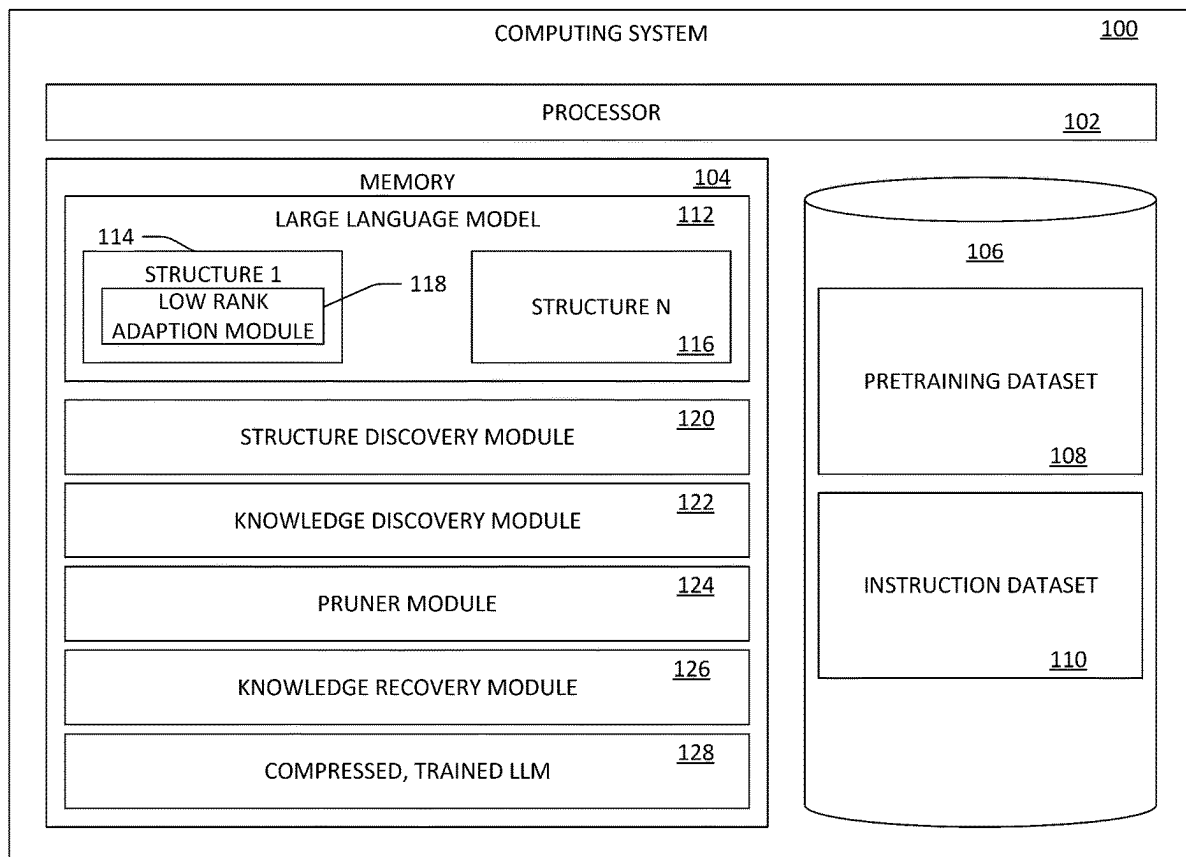 COMPUTING SYSTEM 100
PROCESSOR
102
MEMORY 104
LARGE LANGUAGE MODEL 112
114
STRUCTURE 1
LOW RANK
ADAPTION MODULE
118
STRUCTURE N
116
STRUCTURE DISCOVERY MODULE 120
KNOWLEDGE DISCOVERY MODULE 122
PRUNER MODULE 124
KNOWLEDGE RECOVERY MODULE 126
COMPRESSED, TRAINED LLM 128
106
PRETRAINING DATASET
108
INSTRUCTION DATASET
110